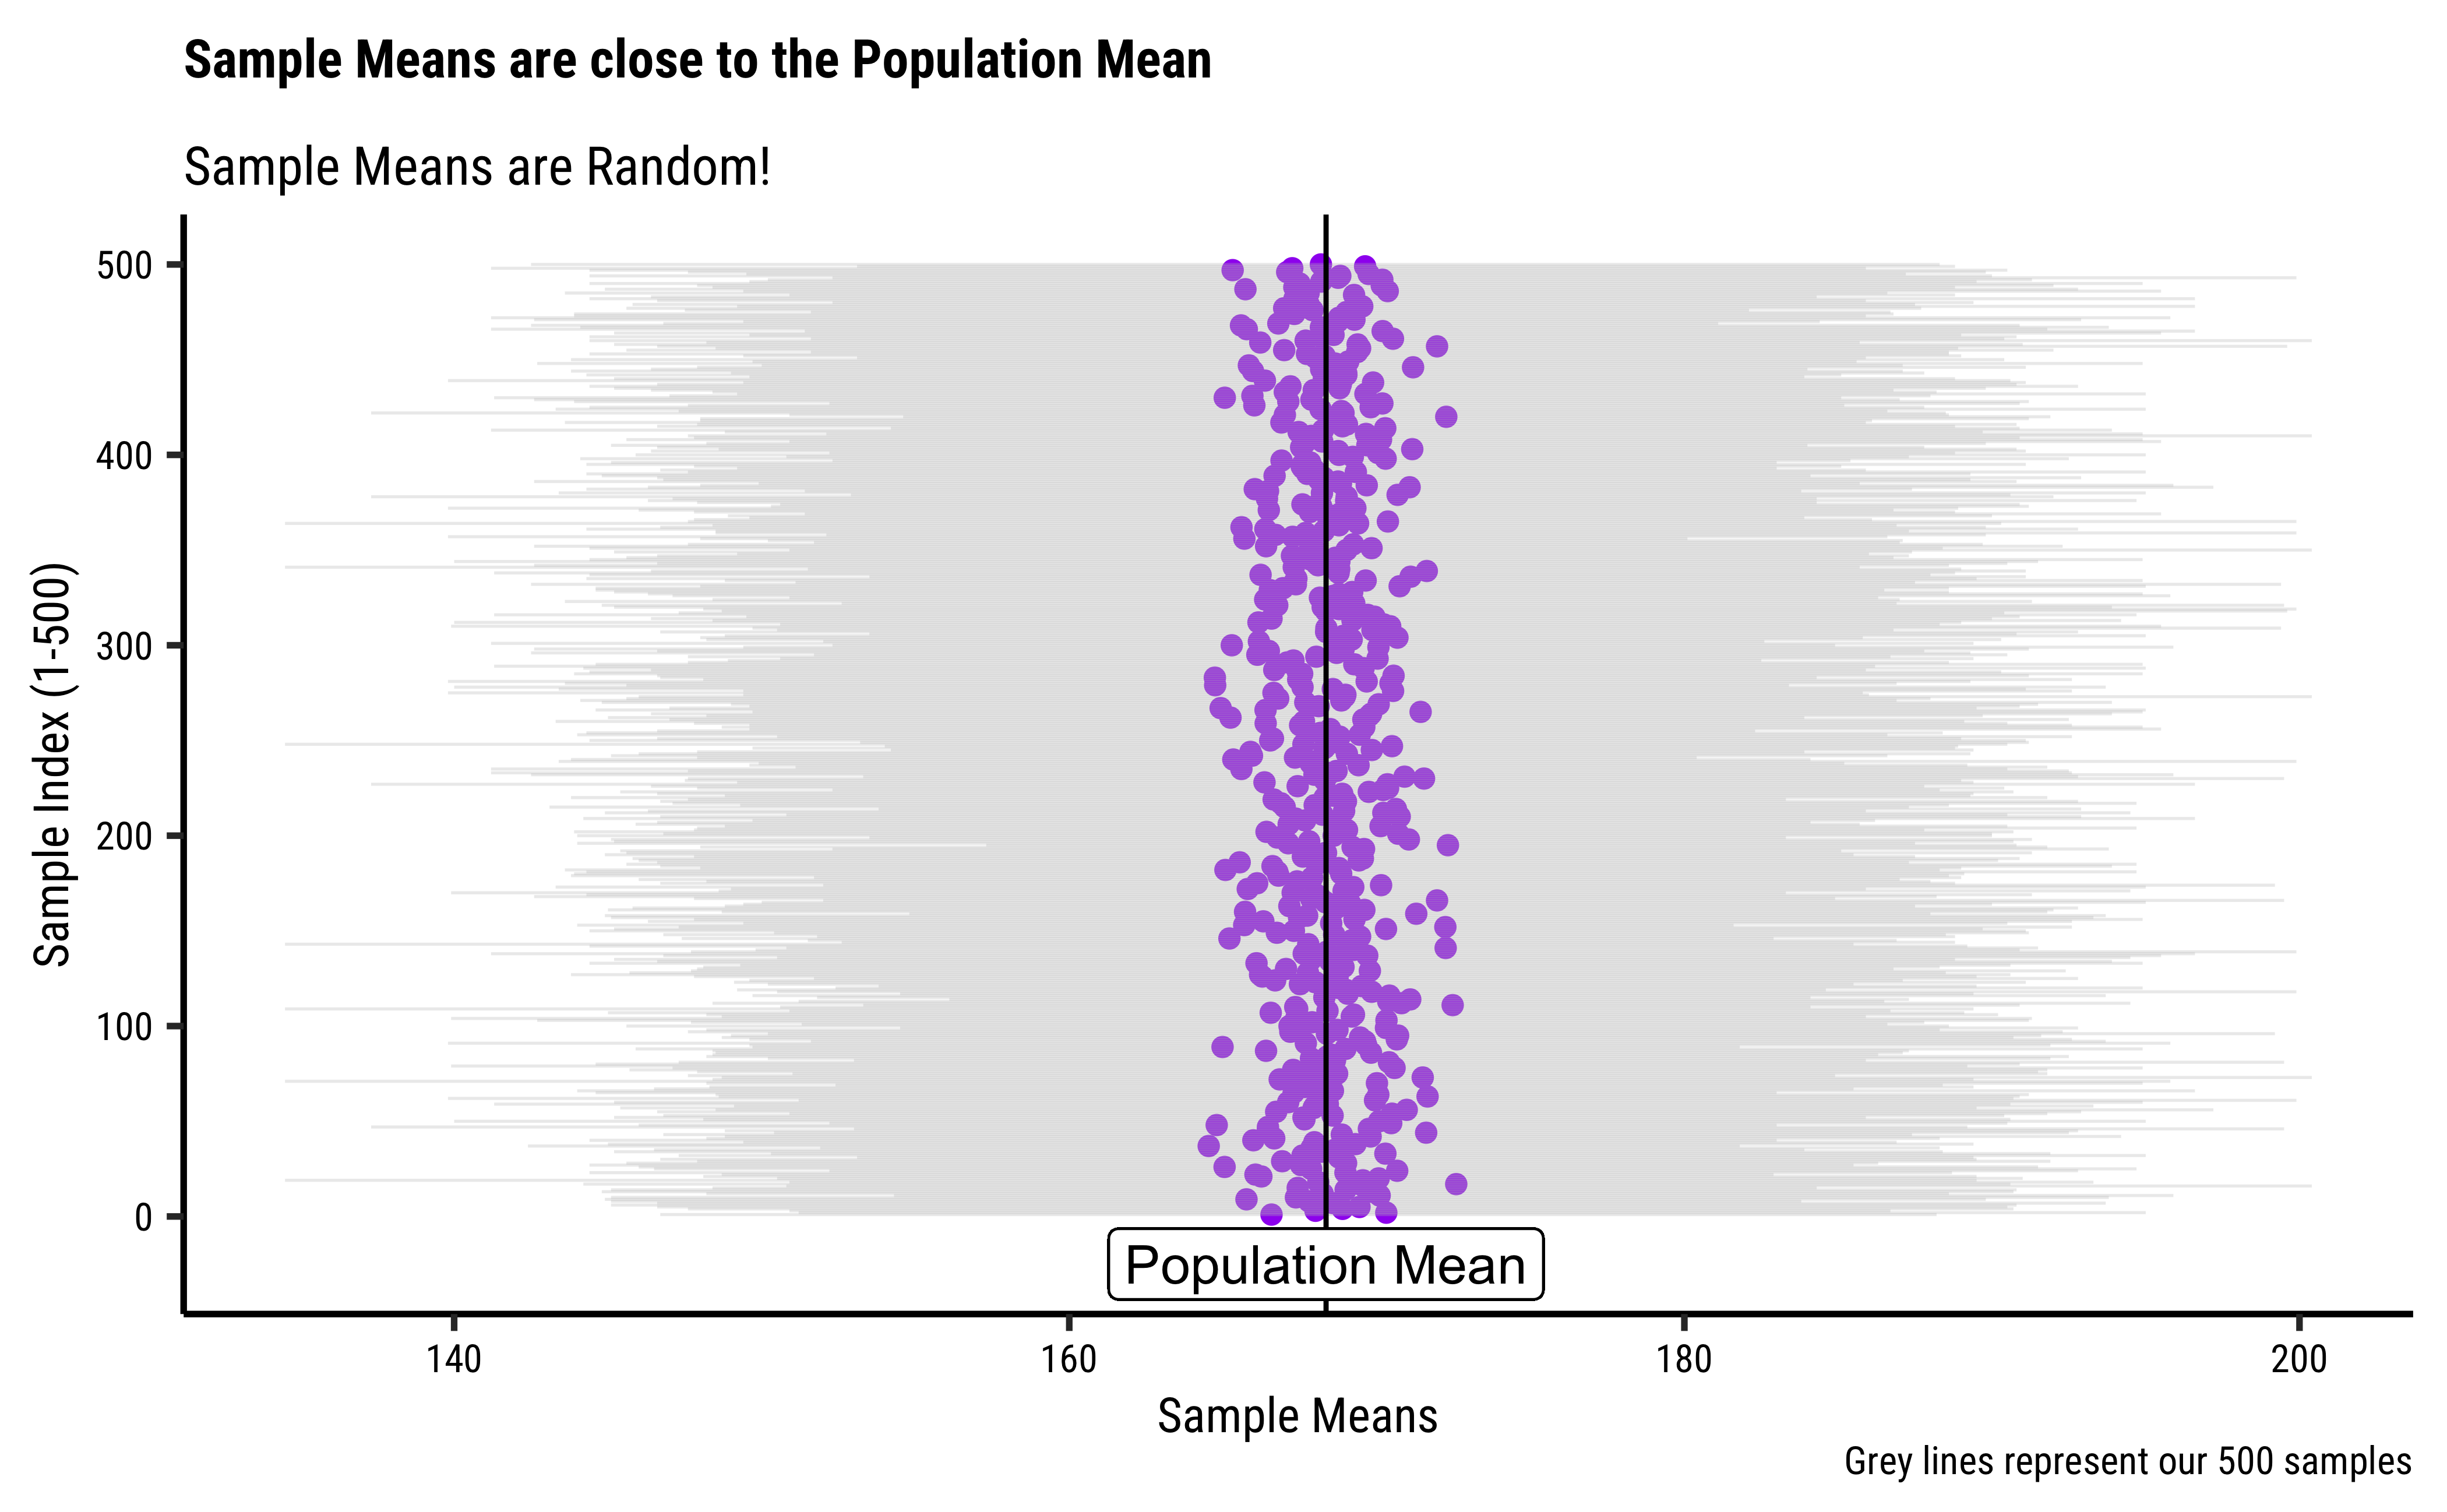 Sample Means are close to the Population Mean
Sample Means are Random!
Sample Index (1-500)
500
400
300
200
100
0
Population Mean
140 160 180 200
Sample Means
Grey lines represent our 500 samples